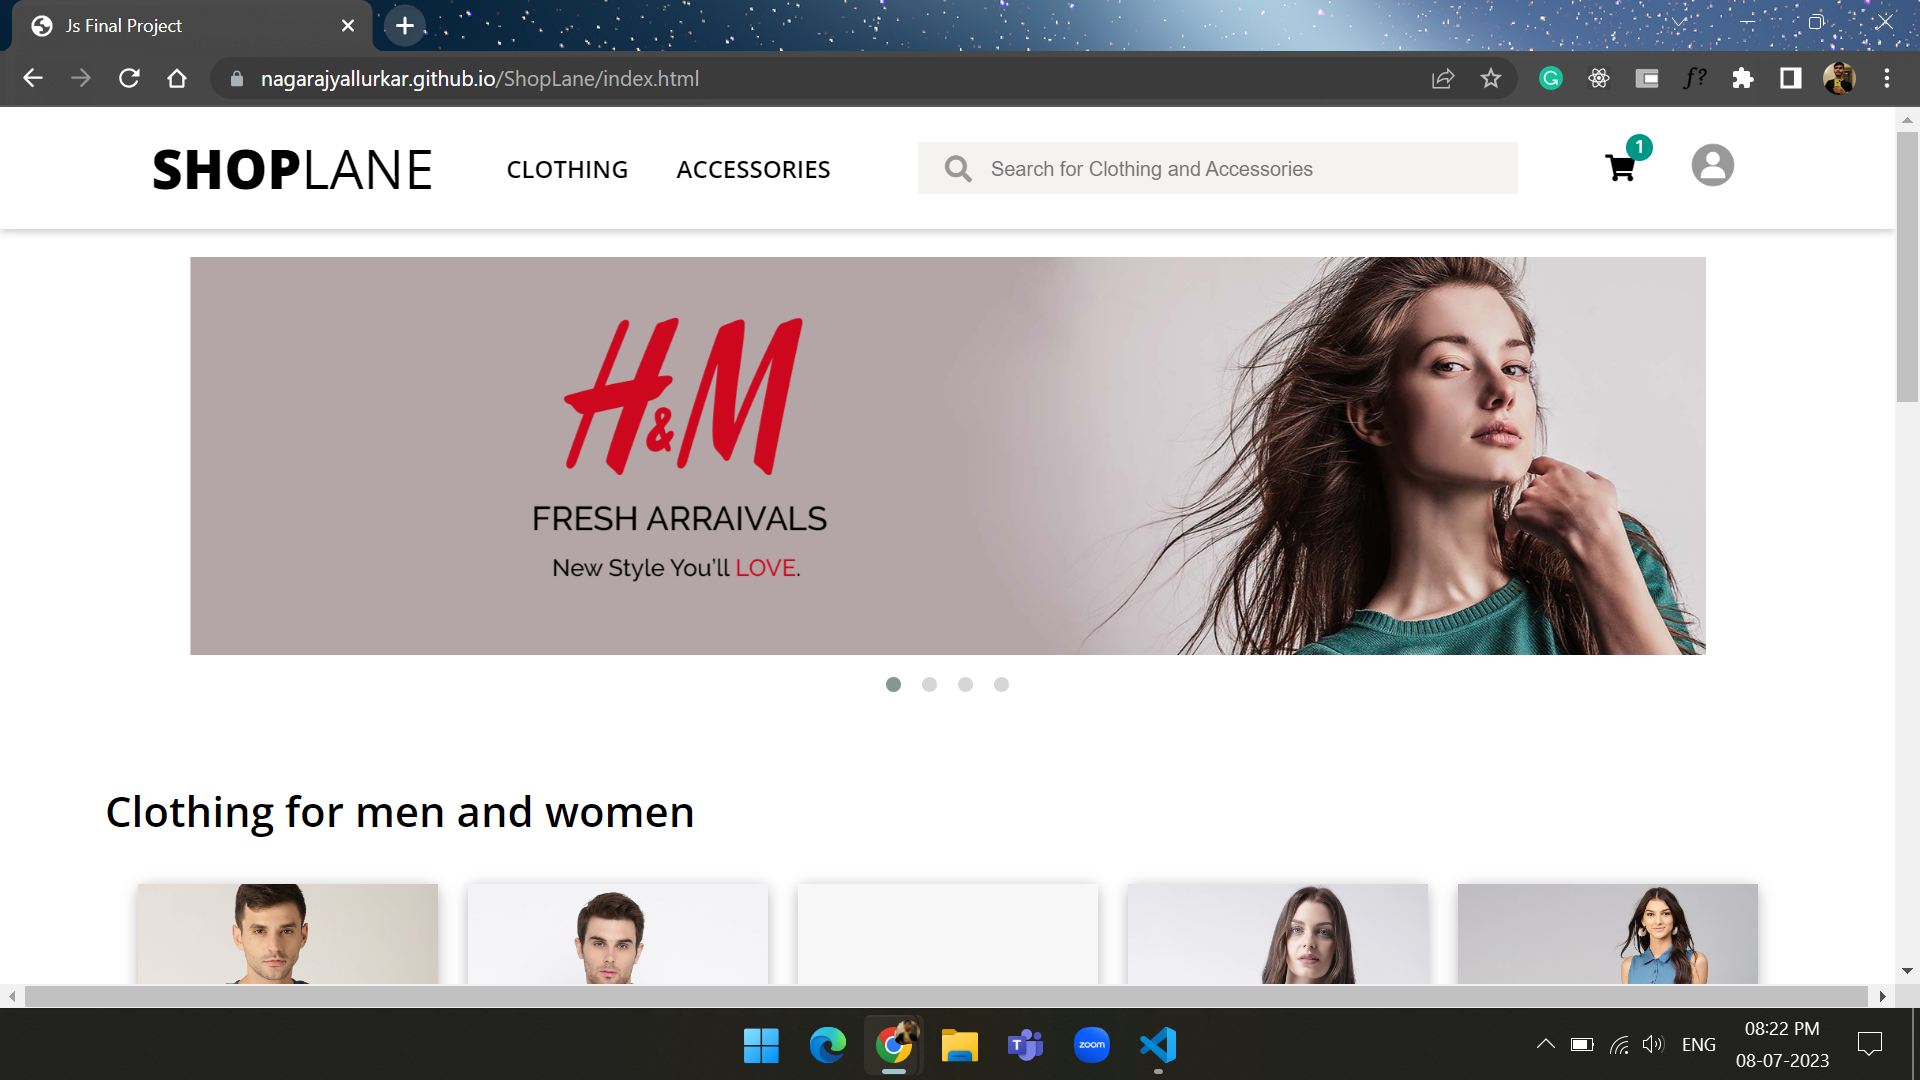 Js Final Project
nagarajyallurkar.github.io/ShopLane/index.html
f?
SHOPLANE
CLOTHING
ACCESSORIES
Search for Clothing and Accessories
1
H&M
FRESH ARRAIVALS
New Style You'll LOVE.
Clothing for men and women
zoom
ENG
08:22 PM
08-07-2023